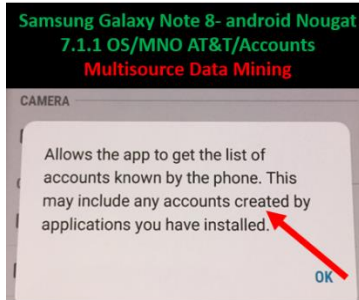 Samsung Galaxy Note 8- android Nougat
7.1.1 OS/MNO AT&T/Accounts
Multisource Data Mining
CAMERA
Allows the app to get the list of
accounts known by the phone. This
may include any accounts created by
applications you have installed.
OK